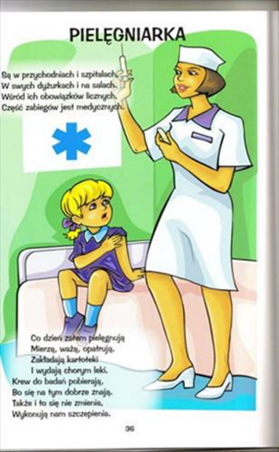 PIELĘGNIARKA
Są w przychodniach i szpitalach,
W swych dyżurkach i na salach,
Wśród ich obowiązków licznych,
Część zabiegów jest medycznych.
Co dzień zatem pielęgnują
Mierzą, ważą, opatrują,
Zakładają kartoteki
I wydają chorym leki.
Krew do badań pobierają,
Bo się na tym dobrze znają.
Także i to się nie zmienia,
Wykonują nam szczepienia.
36